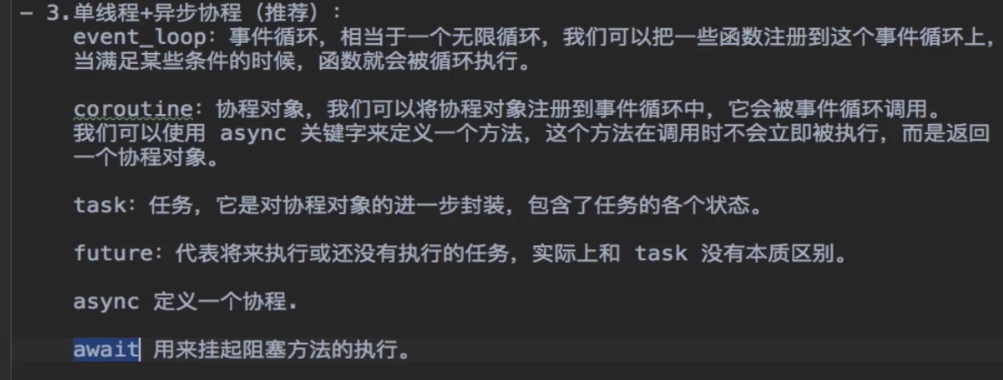 - 3.单线程+异步协程（推荐）：
event_loop：事件循环，相当于一个无限循环，我们可以把一些函数注册到这个事件循环上，
当满足某些条件的时候，函数就会被循环执行。
coroutine：协程对象，我们可以将协程对象注册到事件循环中，它会被事件循环调用。
我们可以使用 async 关键字来定义一个方法，这个方法在调用时不会立即被执行，而是返回
一个协程对象。
task：任务，它是对协程对象的进一步封装，包含了任务的各个状态。
future：代表将来执行或还没有执行的任务，实际上和 task 没有本质区别。
async 定义一个协程.
await 用来挂起阻塞方法的执行。